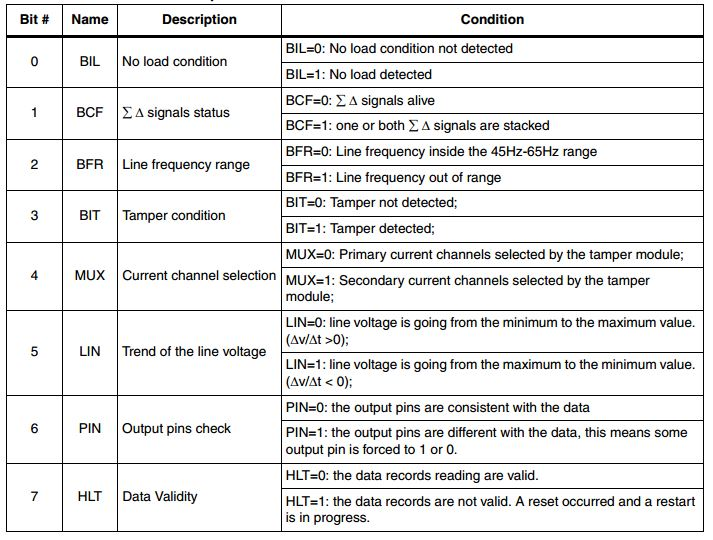 Bit # Name Description Condition
0 BIL No load condition
BIL=0: No load condition not detected
BIL=1: No load detected
1 BCF ∑ Δ signals status
BCF=0: ∑ Δ signals alive
BCF=1: one or both ∑ Δ signals are stacked
2 BFR Line frequency range
BFR=0: Line frequency inside the 45Hz-65Hz range
BFR=1: Line frequency out of range
3 BIT Tamper condition
BIT=0: Tamper not detected;
BIT=1: Tamper detected;
4 MUX Current channel selection
MUX=0: Primary current channels selected by the tamper module;
MUX=1: Secondary current channels selected by the tamper
module;
5 LIN Trend of the line voltage
LIN=0: line voltage is going from the minimum to the maximum value.
(Δv/Δt >0);
LIN=1: line voltage is going from the maximum to the minimum value.
(Δv/Δt < 0);
6 PIN Output pins check
PIN=0: the output pins are consistent with the data
PIN=1: the output pins are different with the data, this means some
output pin is forced to 1 or 0.
7 HLT Data Validity
HLT=0: the data records reading are valid.
HLT=1: the data records are not valid. A reset occurred and a restart
is in progress.